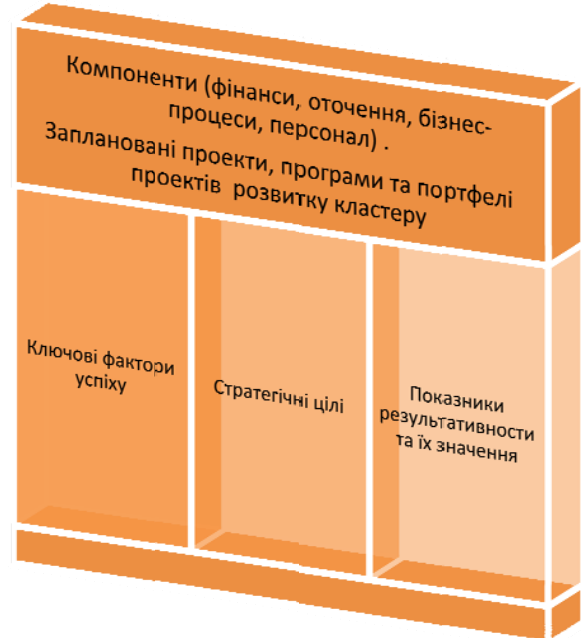 Компоненти (фінанси, оточення, бізнес-
процеси, персонал) .
Заплановані проекти, програми та портфелі
проектів розвитку кластеру
Ключові фактори
успіху
Стратегічні цілі
Показники
результативности
та їх значення